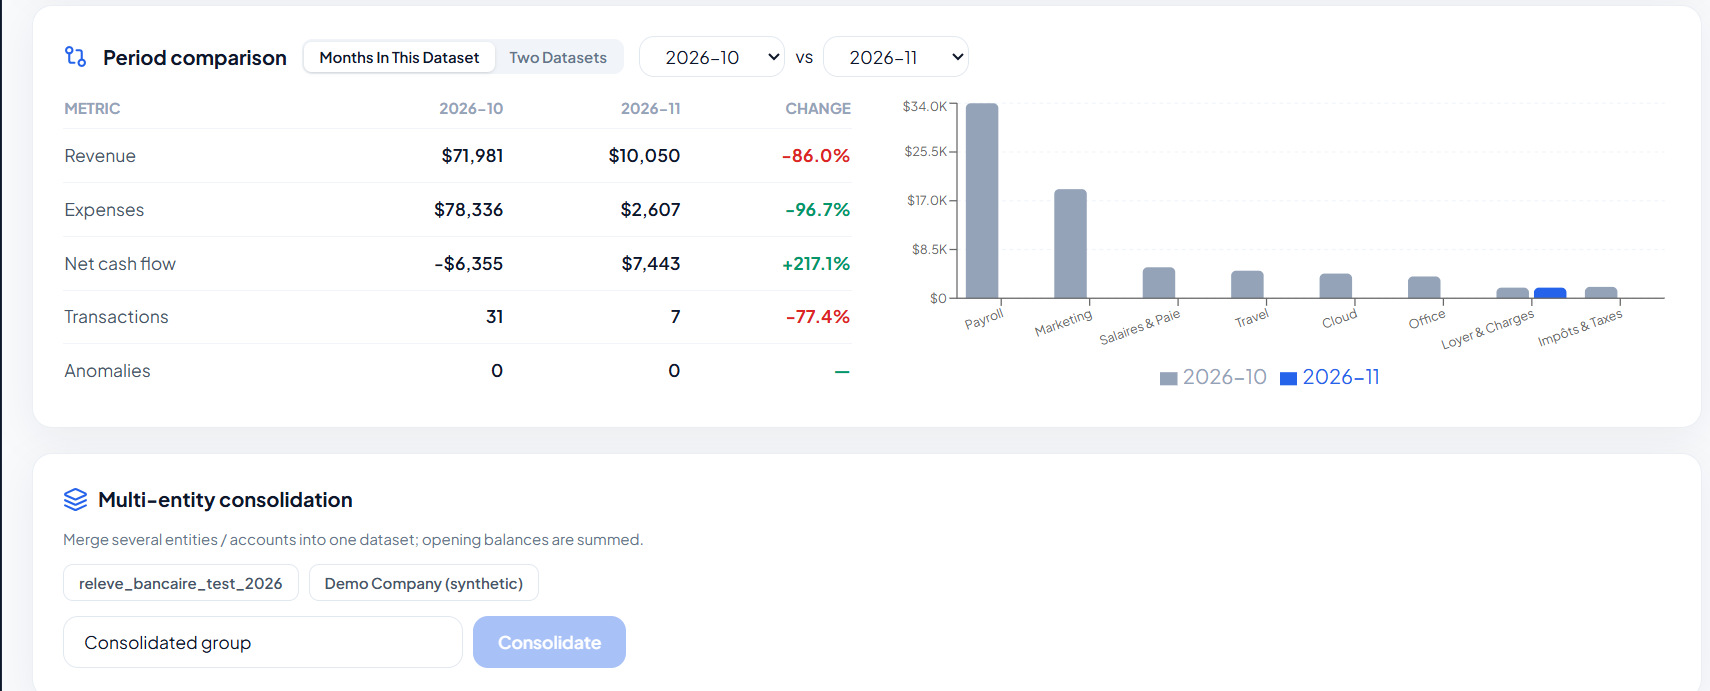 Period comparison Months In This Dataset Two Datasets 2026-10 vs 2026-11
METRIC 2026-10 2026-11 CHANGE
Revenue $71,981 $10,050 -86.0%
Expenses $78,336 $2,607 -96.7%
Net cash flow -$6,355 $7,443 +217.1%
Transactions 31 7 -77.4%
Anomalies 0 0 —
$34.0K
$25.5K
$17.0K
$8.5K
$0
Payroll Marketing Salaires & Paie Travel Cloud Office Loyer & Charges Impôts & Taxes
2026-10 2026-11
Multi-entity consolidation
Merge several entities / accounts into one dataset; opening balances are summed.
releve_bancaire_test_2026 Demo Company (synthetic)
Consolidated group Consolidate